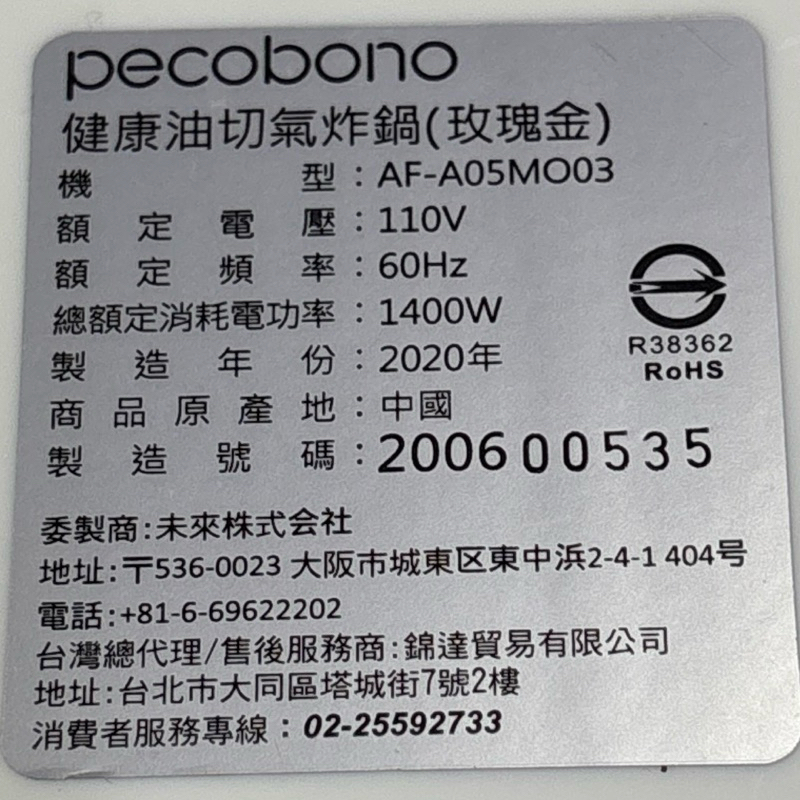 pecobono
健康油切氣炸鍋(玫瑰金)
機型：AF-A05MO03
額定電壓：110V
額定頻率：60Hz
總額定消耗電功率：1400W
製造年份：2020年
商品原產地：中國
製造號碼：200600535
R38362
RoHS
委製商:未來株式会社
地址:〒536-0023 大阪市城東区東中浜2-4-1 404号
電話:+81-6-69622202
台灣總代理/售後服務商:錦達貿易有限公司
地址:台北市大同區塔城街7號2樓
消費者服務專線：02-25592733